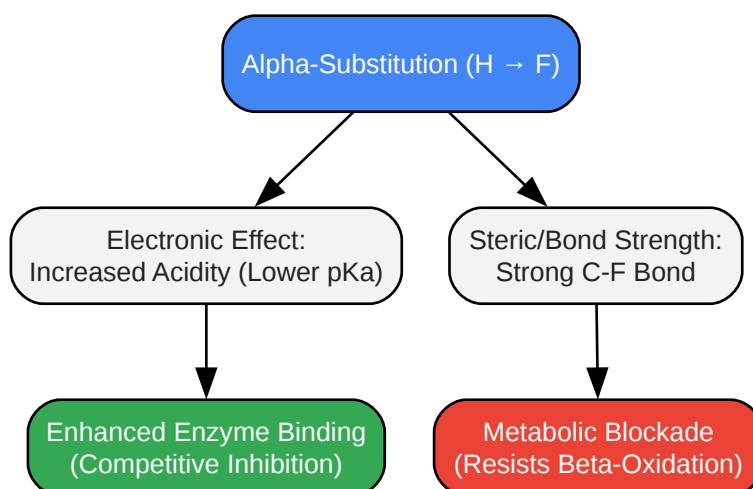 Alpha-Substitution (H → F)
Electronic Effect:
Increased Acidity (Lower pKa)
Steric/Bond Strength:
Strong C-F Bond
Enhanced Enzyme Binding
(Competitive Inhibition)
Metabolic Blockade
(Resists Beta-Oxidation)